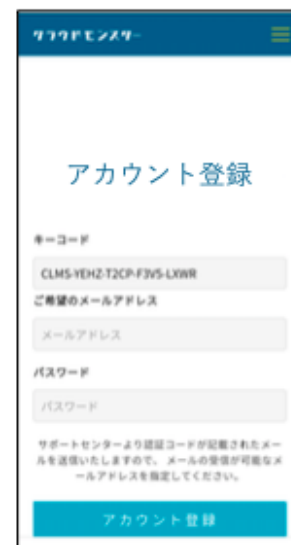 クラウドモンスター
アカウント登録
キーコード
CLMS-YEHZ-T2CP-F3VS-LXWR
ご希望のメールアドレス
メールアドレス
パスワード
パスワード
サポートセンターより認証コードが記載されたメー
ルを送信いたしますので、 メールの受信が可能なメ
ールアドレスを指定してください。
アカウント登録